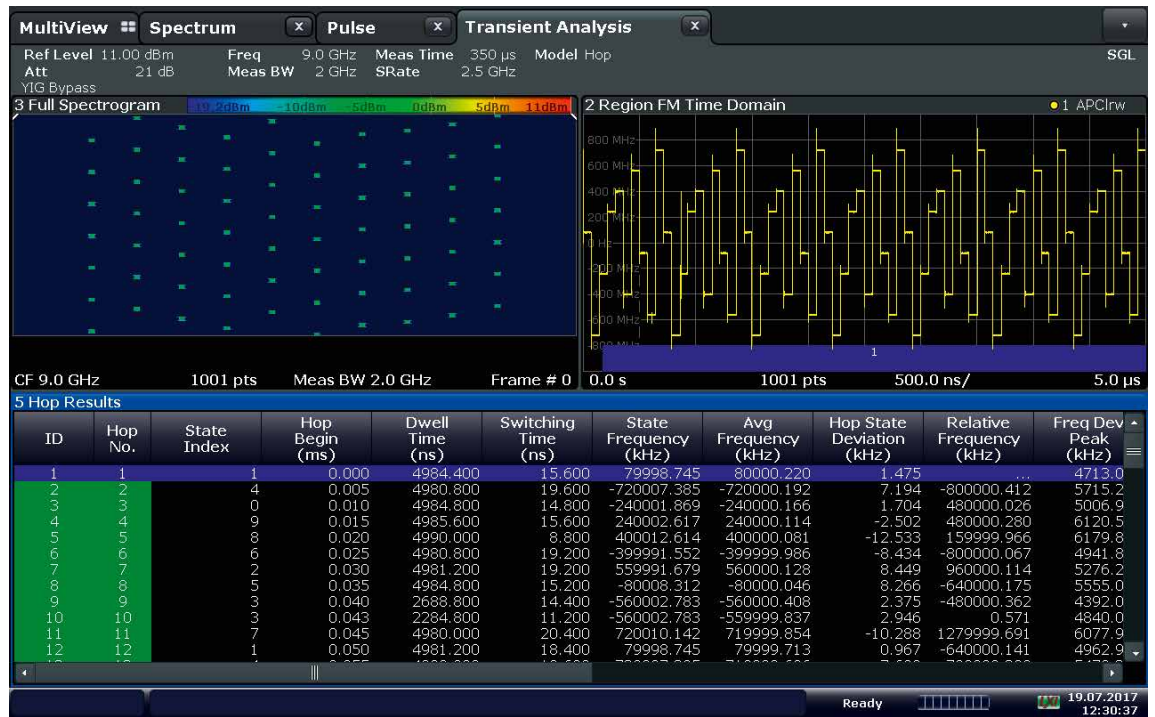 MultiView Spectrum X Pulse X Transient Analysis X
Ref Level 11.00 dBm Freq 9.0 GHz Meas Time 350 µs Model Hop SGL
Att 21 dB Meas BW 2 GHz SRate 2.5 GHz
YIG Bypass
3 Full Spectrogram -19.2dBm -10dBm -5dBm 0dBm 5dBm 11dBm
CF 9.0 GHz 1001 pts Meas BW 2.0 GHz Frame # 0
2 Region FM Time Domain 1 APClrw
800 MHz
600 MHz
400 MHz
200 MHz
0 Hz
-200 MHz
-400 MHz
-600 MHz
-800 MHz
1
0.0 s 1001 pts 500.0 ns/ 5.0 µs
5 Hop Results
ID Hop No. State Index Hop Begin (ms) Dwell Time (ns) Switching Time (ns) State Frequency (kHz) Avg Frequency (kHz) Hop State Deviation (kHz) Relative Frequency (kHz) Freq Dev Peak (kHz)
1 1 1 0.000 4984.400 15.600 79998.745 80000.220 1.475 ... 4713.0
2 2 4 0.005 4980.800 19.600 -720007.385 -720000.192 7.194 -800000.412 5715.2
3 3 0 0.010 4984.800 14.800 -240001.869 -240000.166 1.704 480000.026 5006.9
4 4 9 0.015 4985.600 15.600 240002.617 240000.114 -2.502 480000.280 6120.5
5 5 8 0.020 4990.000 8.800 400012.614 400000.081 -12.533 159999.966 6179.8
6 6 6 0.025 4980.800 19.200 -399991.552 -399999.986 -8.434 -800000.067 4941.8
7 7 2 0.030 4981.200 19.200 559991.679 560000.128 8.449 960000.114 5276.2
8 8 5 0.035 4984.800 15.200 -80008.312 -80000.046 8.266 -640000.175 5555.0
9 9 3 0.040 2688.800 14.400 -560002.783 -560000.408 2.375 -480000.362 4392.0
10 10 3 0.043 2284.800 11.200 -560002.783 -559999.837 2.946 0.571 4840.0
11 11 7 0.045 4980.000 20.400 720010.142 719999.854 -10.288 1279999.691 6077.9
12 12 1 0.050 4981.200 18.400 79998.745 79999.713 0.967 -640000.141 4962.9
Ready 19.07.2017
12:30:37